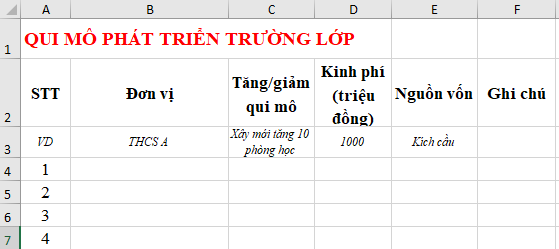 A B C D E F
1 QUI MÔ PHÁT TRIỂN TRƯỜNG LỚP
2 STT Đơn vị Tăng/giảm qui mô Kinh phí (triệu đồng) Nguồn vốn Ghi chú
3 VD THCS A Xây mới tăng 10 phòng học 1000 Kích cầu
4 1
5 2
6 3
7 4